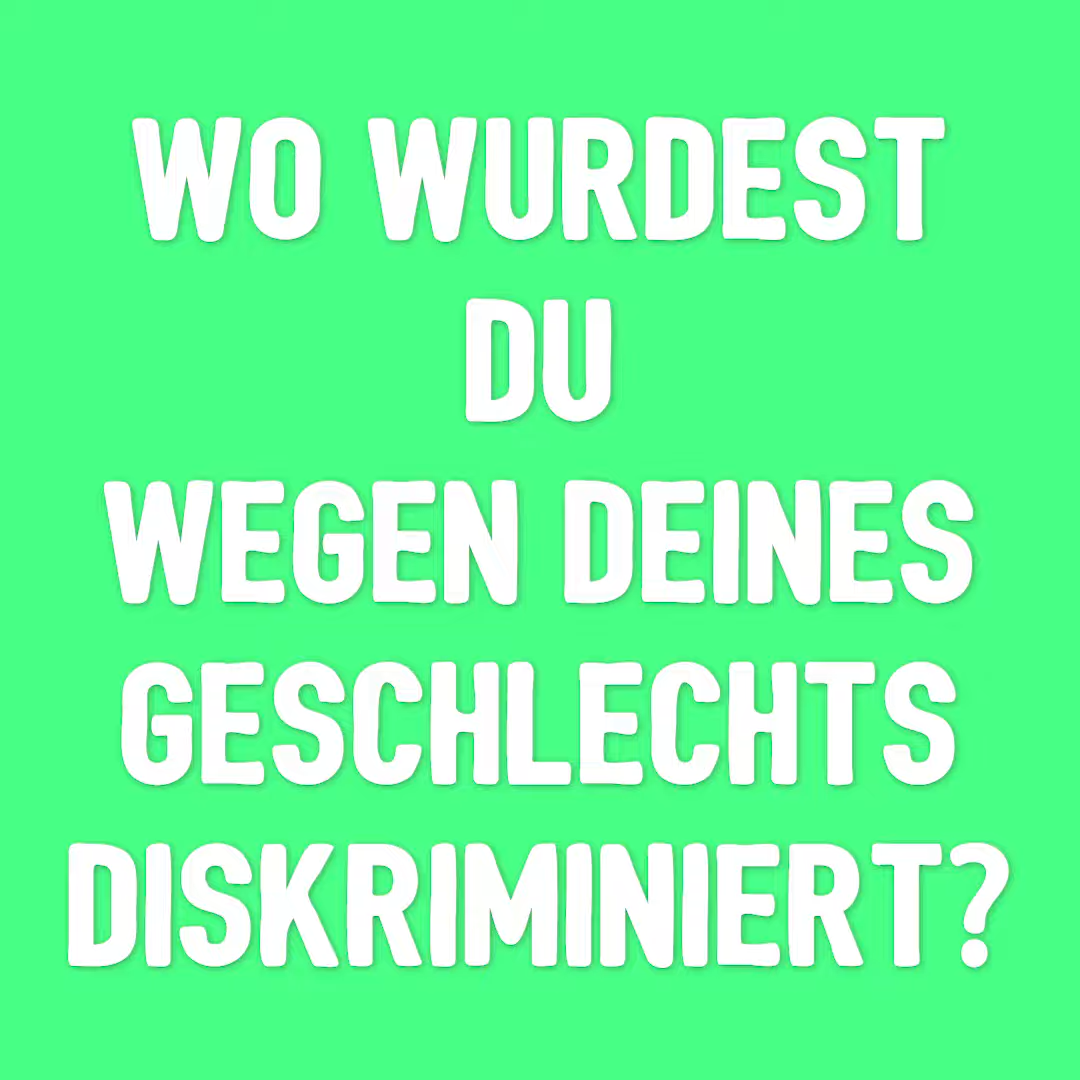 WO WURDEST
DU
WEGEN DEINES
GESCHLECHTS
DISKRIMINIERT?